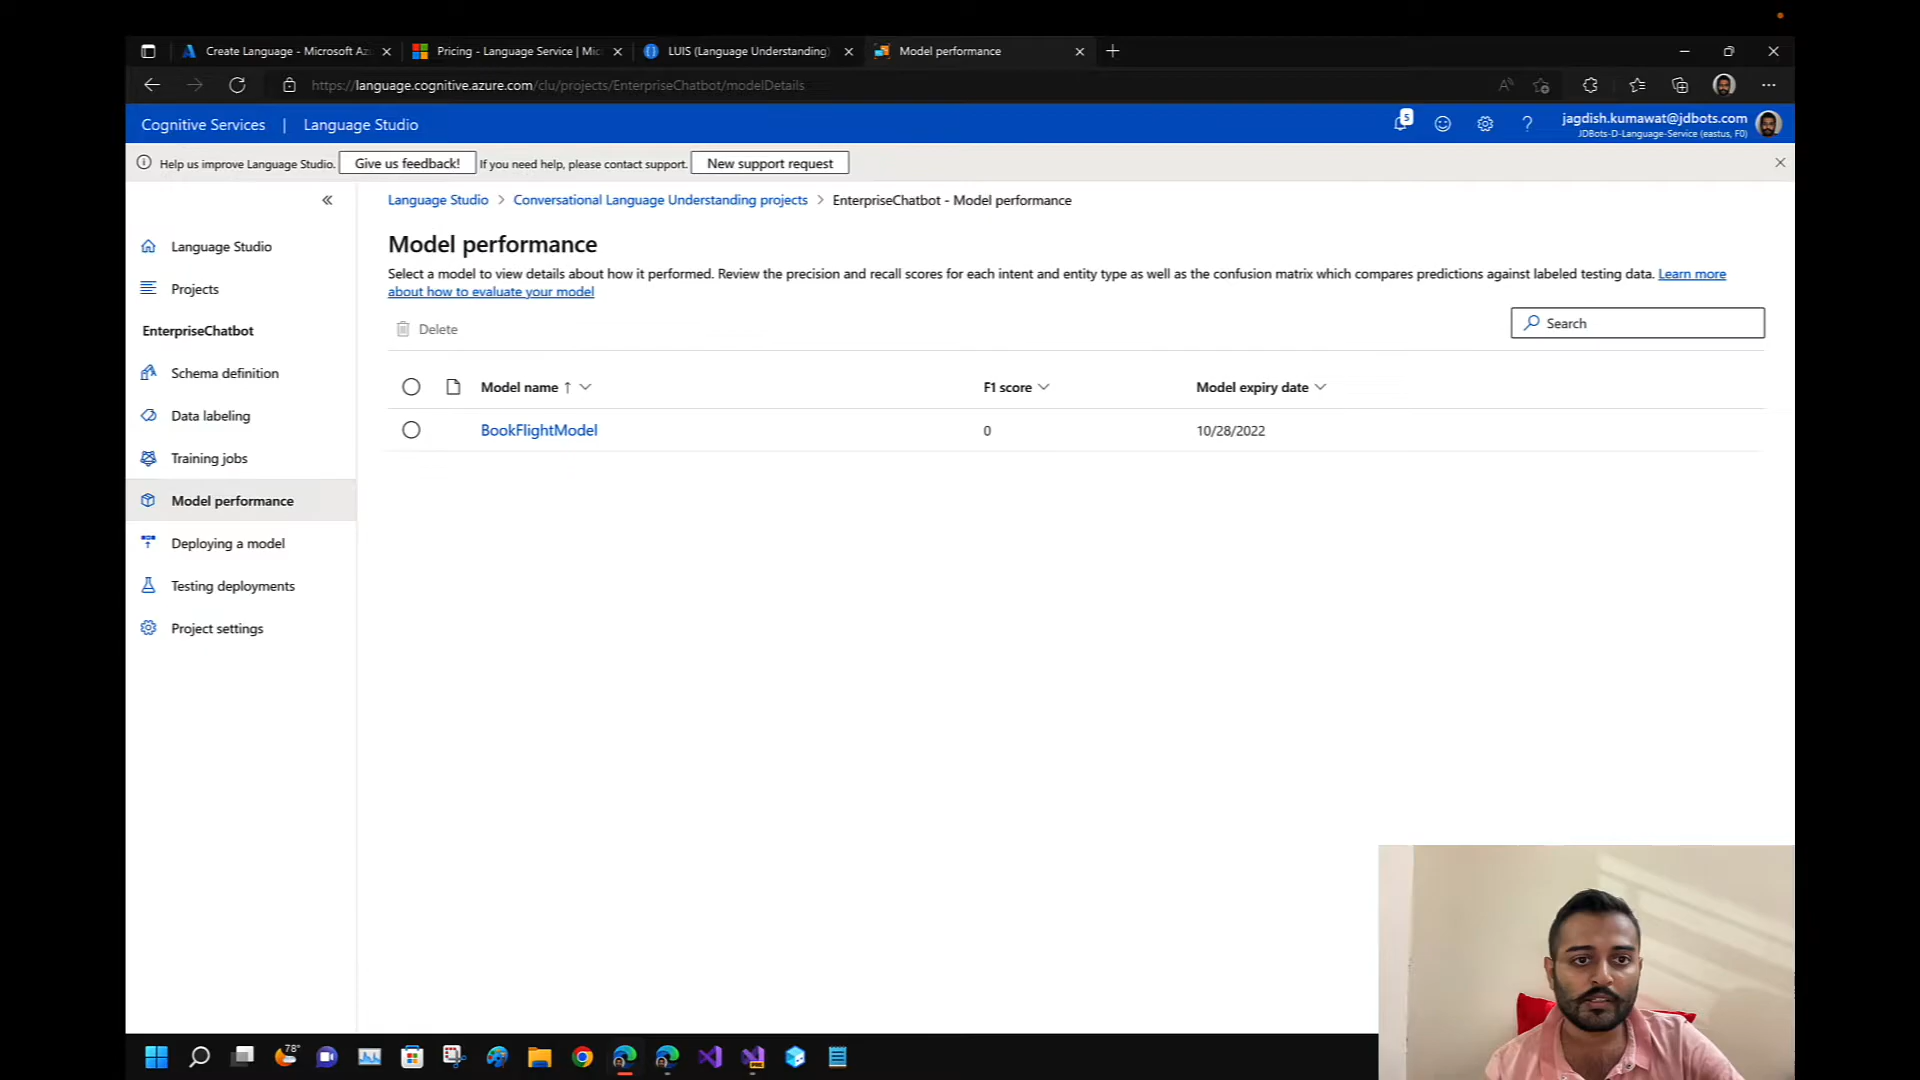 Create Language - Microsoft Az
Pricing - Language Service | Mic
LUIS (Language Understanding)
Model performance
https://language.cognitive.azure.com/clu/projects/EnterpriseChatbot/modelDetails
Cognitive Services | Language Studio
5
jagdish.kumawat@jdbots.com
JDBots-D-Language-Service (eastus, F0)
Help us improve Language Studio. Give us feedback! If you need help, please contact support. New support request
Language Studio > Conversational Language Understanding projects > EnterpriseChatbot - Model performance
Language Studio
Projects
EnterpriseChatbot
Schema definition
Data labeling
Training jobs
Model performance
Deploying a model
Testing deployments
Project settings
Model performance
Select a model to view details about how it performed. Review the precision and recall scores for each intent and entity type as well as the confusion matrix which compares predictions against labeled testing data. Learn more
about how to evaluate your model
Delete
Search
Model name ↑ F1 score Model expiry date
BookFlightModel 0 10/28/2022
78°
PRE